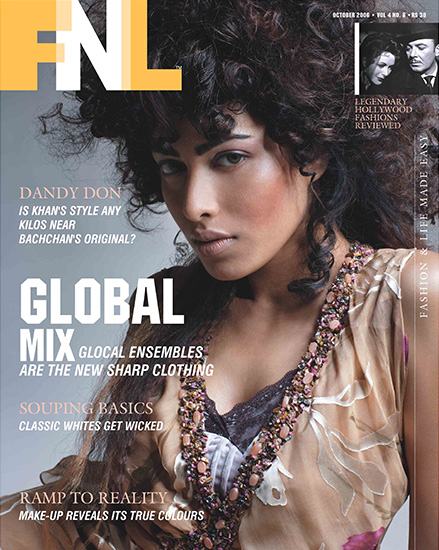 FNL
OCTOBER 2006 • VOL 4 NO. 8 • RS 30
LEGENDARY
HOLLYWOOD
FASHIONS
REVIEWED
FASHION & LIFE MADE EASY
DANDY DON
IS KHAN'S STYLE ANY
KILOS NEAR
BACHCHAN'S ORIGINAL?
GLOBAL
MIX GLOCAL ENSEMBLES
ARE THE NEW SHARP CLOTHING
SOUPING BASICS
CLASSIC WHITES GET WICKED
RAMP TO REALITY
MAKE-UP REVEALS ITS TRUE COLOURS